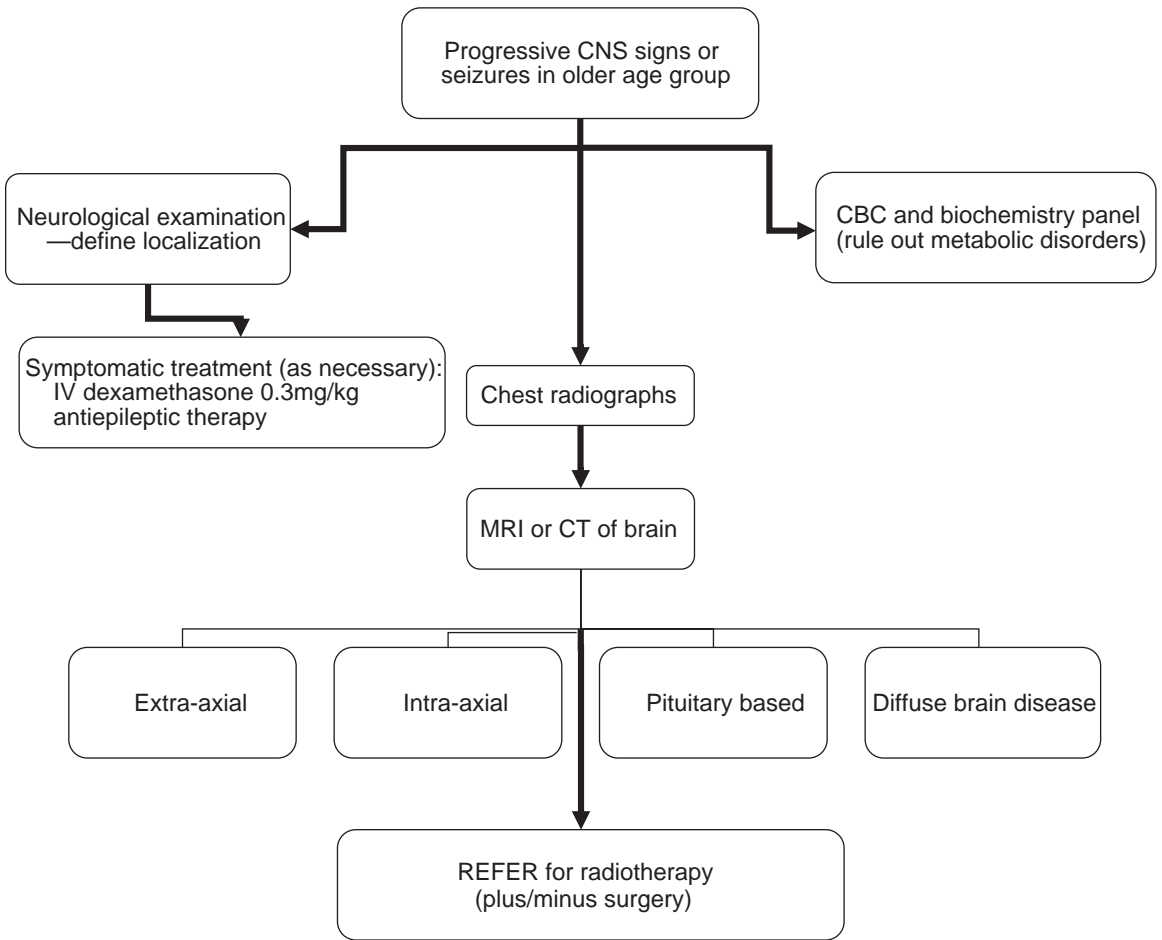 Progressive CNS signs or
seizures in older age group
Neurological examination
—define localization
CBC and biochemistry panel
(rule out metabolic disorders)
Symptomatic treatment (as necessary):
IV dexamethasone 0.3mg/kg
antiepileptic therapy
Chest radiographs
MRI or CT of brain
Extra-axial
Intra-axial
Pituitary based
Diffuse brain disease
REFER for radiotherapy
(plus/minus surgery)